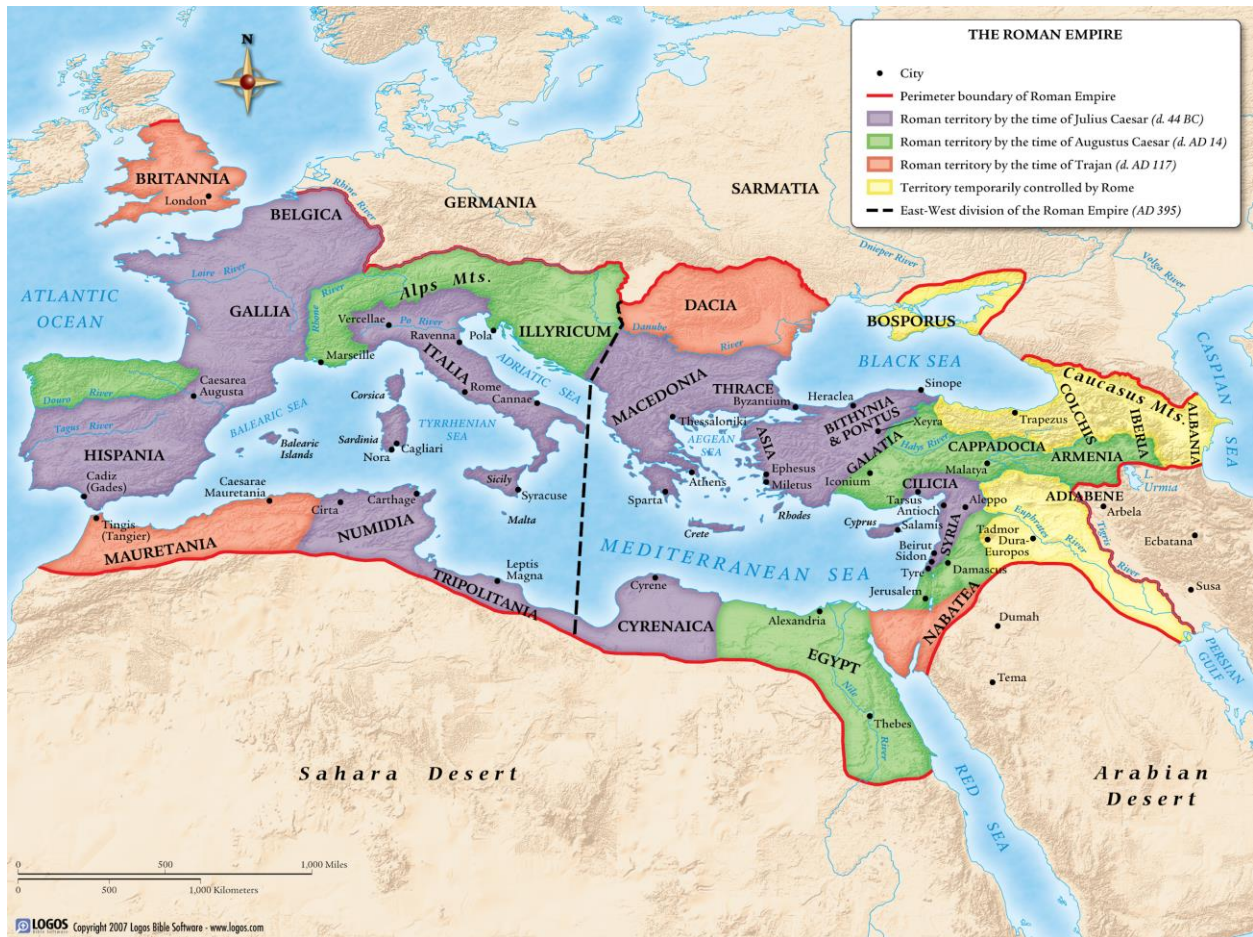 N
THE ROMAN EMPIRE
City
Perimeter boundary of Roman Empire
Roman territory by the time of Julius Caesar (d. 44 BC)
Roman territory by the time of Augustus Caesar (d. AD 14)
Roman territory by the time of Trajan (d. AD 117)
Territory temporarily controlled by Rome
East-West division of the Roman Empire (AD 395)
BRITANNIA
London
BELGICA
Rhine
River
GERMANIA
SARMATIA
Dnieper River
Volga River
ATLANTIC
OCEAN
Loire River
GALLIA
Rhone
River
Alps Mts.
Vercellae
Po River
Ravenna
Pola
ILLYRICUM
DACIA
Danube
River
BOSPORUS
BLACK SEA
CASPIAN
SEA
Marseille
ITALIA
ADRIATIC SEA
Caesarea
Augusta
Douro River
Tagus River
BALEARIC SEA
Balearic
Islands
Corsica
Rome
Cannae
TYRRHENIAN
SEA
Sardinia
Nora
Cagliari
MACEDONIA
THRACE
Byzantium
Heraclea
Sinope
Caucasus Mts.
COLCHIS
IBERIA
ALBANIA
BITHYNIA
& PONTUS
Xeyra
Trapezus
Thessaloniki
AEGEAN
SEA
ASIA
GALATIA
Halys River
CAPPADOCIA
ARMENIA
Malatya
HISPANIA
Cadiz
(Gades)
Caesarae
Mauretania
Cirta
Carthage
Sicily
Syracuse
Malta
Sparta
Athens
Ephesus
Miletus
Iconium
CILICIA
Tarsus
Antioch
Aleppo
ADIABENE
L.
Urmia
Arbela
Tingis
(Tangier)
MAURETANIA
NUMIDIA
Crete
Rhodes
Cyprus
Salamis
SYRIA
Tadmor
Dura-
Europos
Euphrates
River
Tigris
River
Ecbatana
MEDITERRANEAN SEA
Beirut
Sidon
Tyre
Damascus
Susa
Leptis
Magna
TRIPOLITANIA
Cyrene
CYRENAICA
Alexandria
Jerusalem
NABATEA
Dumah
PERSIAN
GULF
EGYPT
Nile
River
Thebes
Tema
Sahara Desert
RED
SEA
Arabian
Desert
0 500 1,000 Miles
0 500 1,000 Kilometers
LOGOS Copyright 2007 Logos Bible Software - www.logos.com